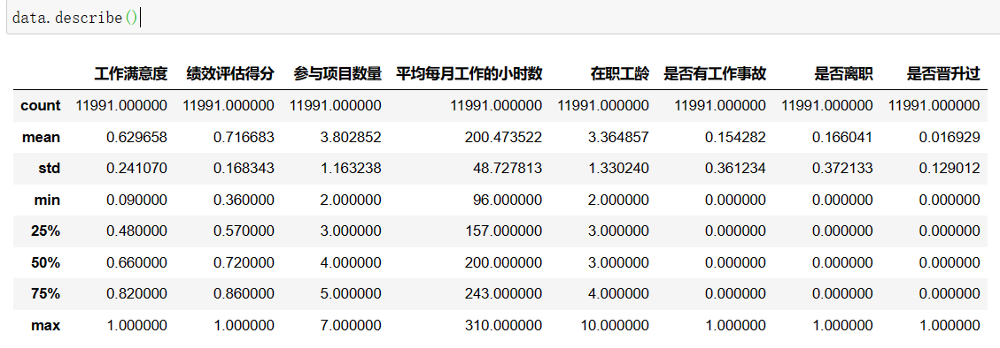 data.describe()
工作满意度 绩效评估得分 参与项目数量 平均每月工作的小时数 在职工龄 是否有工作事故 是否离职 是否晋升过
count 11991.000000 11991.000000 11991.000000 11991.000000 11991.000000 11991.000000 11991.000000 11991.000000
mean 0.629658 0.716683 3.802852 200.473522 3.364857 0.154282 0.166041 0.016929
std 0.241070 0.168343 1.163238 48.727813 1.330240 0.361234 0.372133 0.129012
min 0.090000 0.360000 2.000000 96.000000 2.000000 0.000000 0.000000 0.000000
25% 0.480000 0.570000 3.000000 157.000000 3.000000 0.000000 0.000000 0.000000
50% 0.660000 0.720000 4.000000 200.000000 3.000000 0.000000 0.000000 0.000000
75% 0.820000 0.860000 5.000000 243.000000 4.000000 0.000000 0.000000 0.000000
max 1.000000 1.000000 7.000000 310.000000 10.000000 1.000000 1.000000 1.000000